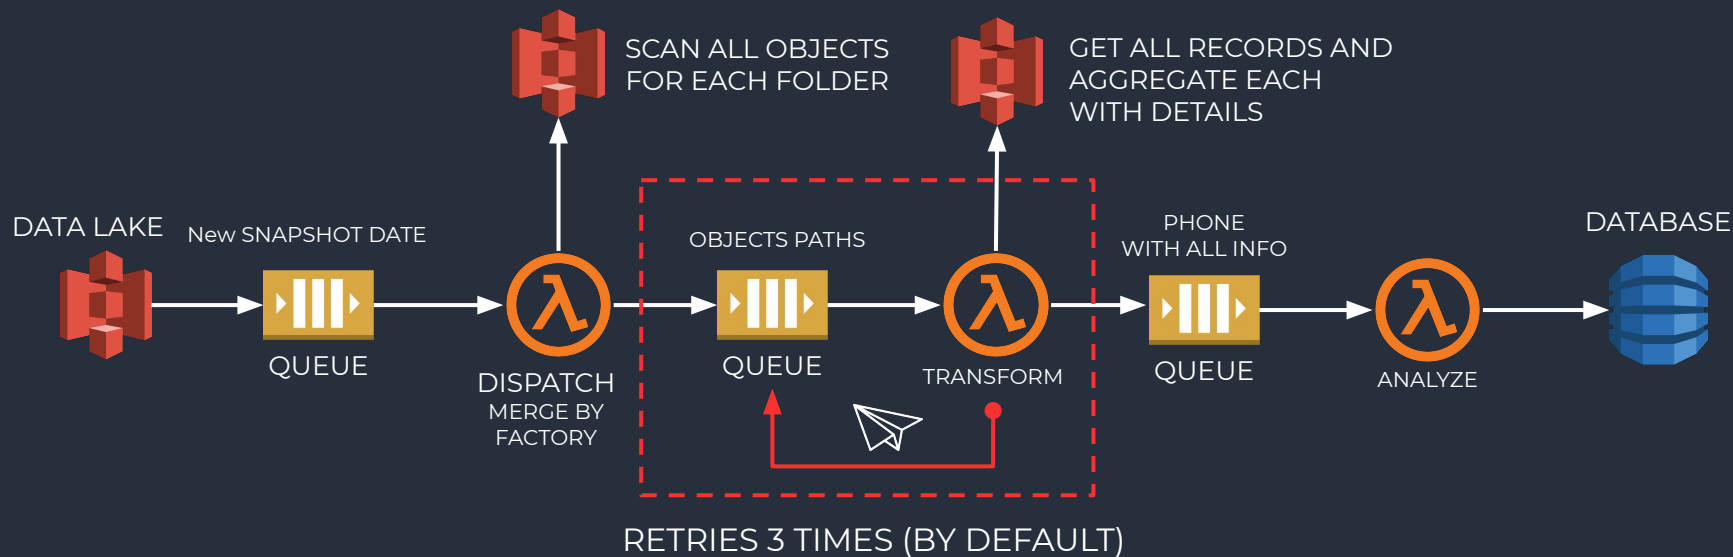 SCAN ALL OBJECTS
FOR EACH FOLDER
GET ALL RECORDS AND
AGGREGATE EACH
WITH DETAILS
DATA LAKE
New SNAPSHOT DATE
OBJECTS PATHS
PHONE
WITH ALL INFO
DATABASE
QUEUE
DISPATCH
MERGE BY
FACTORY
QUEUE
TRANSFORM
QUEUE
ANALYZE
RETRIES 3 TIMES (BY DEFAULT)